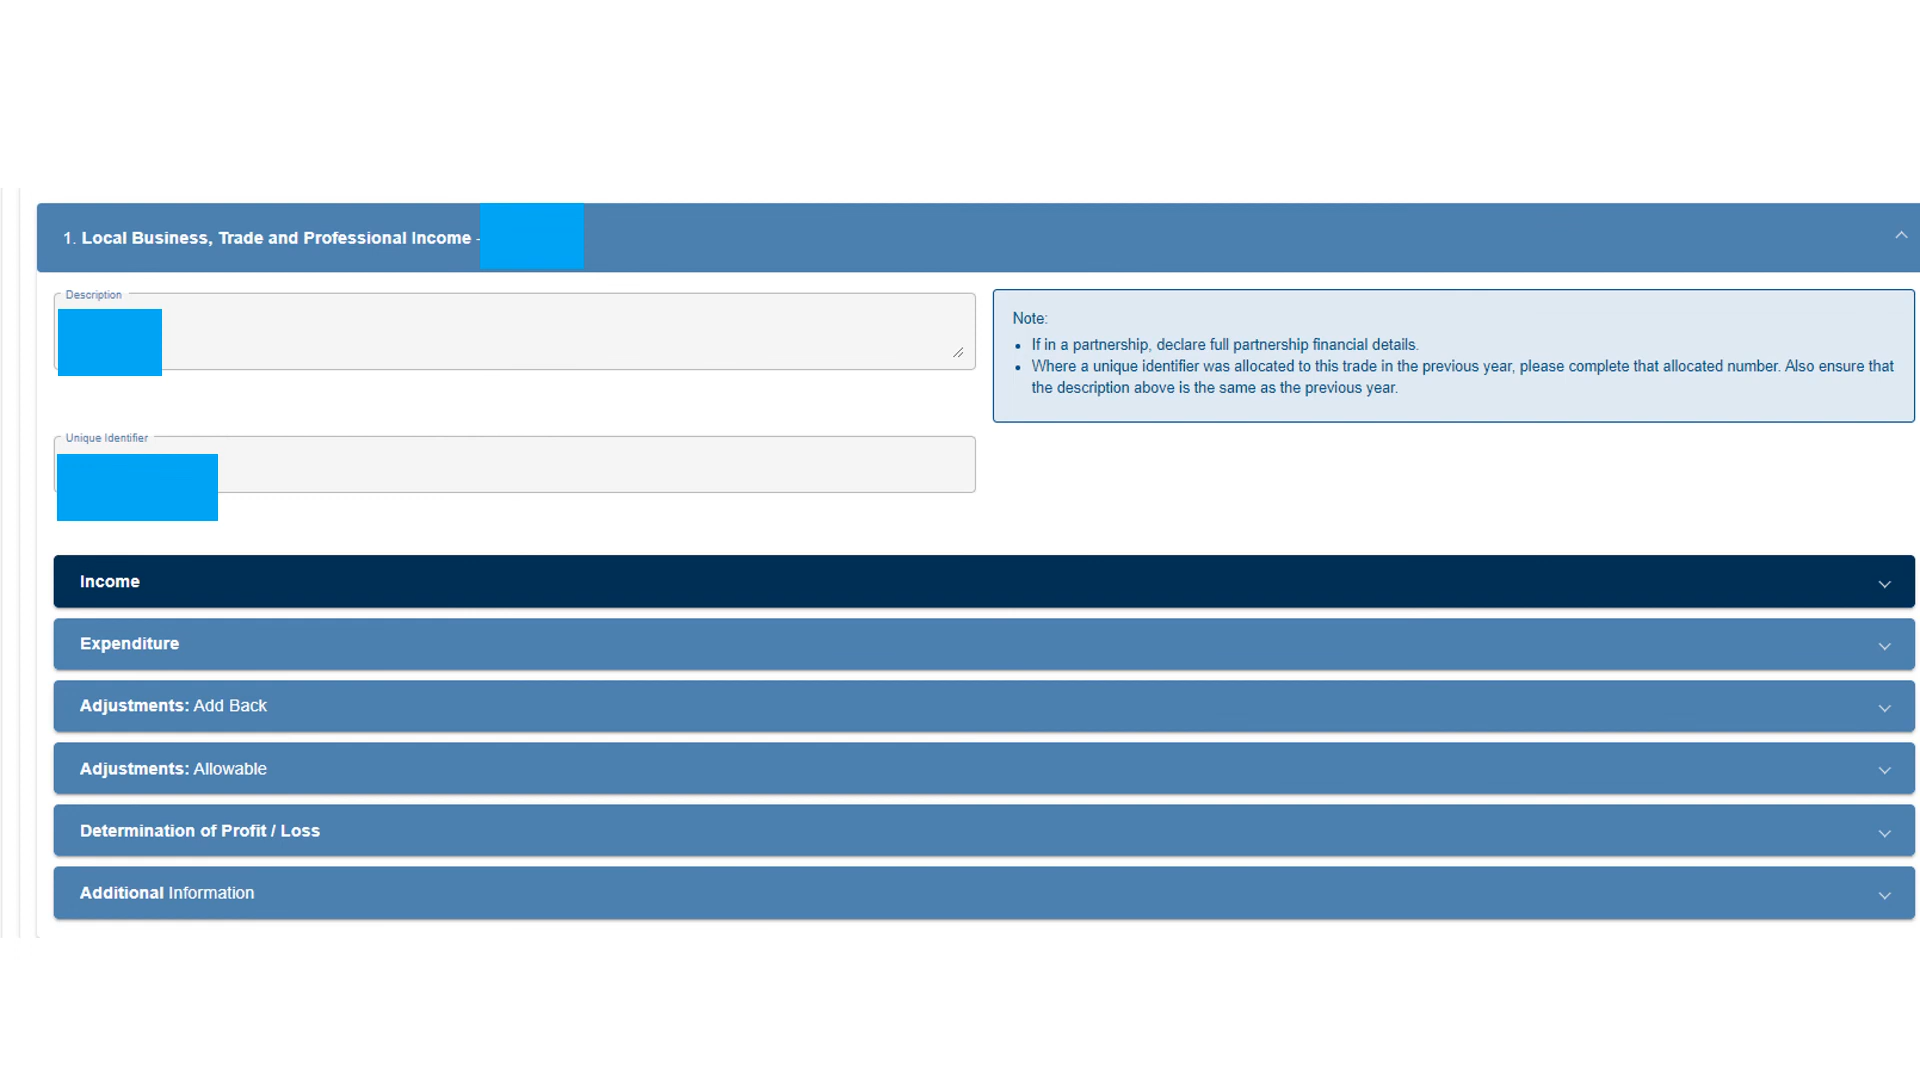 1. Local Business, Trade and Professional Income -
Description
Note:
If in a partnership, declare full partnership financial details.
Where a unique identifier was allocated to this trade in the previous year, please complete that allocated number. Also ensure that
the description above is the same as the previous year.
Unique Identifier
Income
Expenditure
Adjustments: Add Back
Adjustments: Allowable
Determination of Profit / Loss
Additional Information